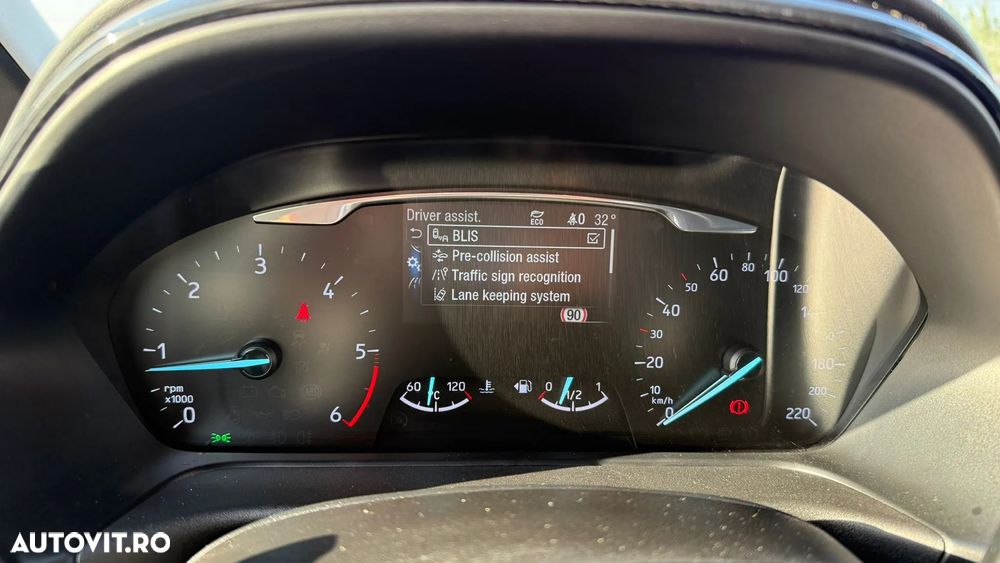 Driver assist. ECO 0 32°
BLIS
Pre-collision assist
Traffic sign recognition
Lane keeping system
90
0 1 2 3 4 5 6
rpm
x1000
60 °C 120
0 1/2 1
0 10 20 30 40 50 60 80 100 120 180 200 220
km/h
AUTOVIT.RO